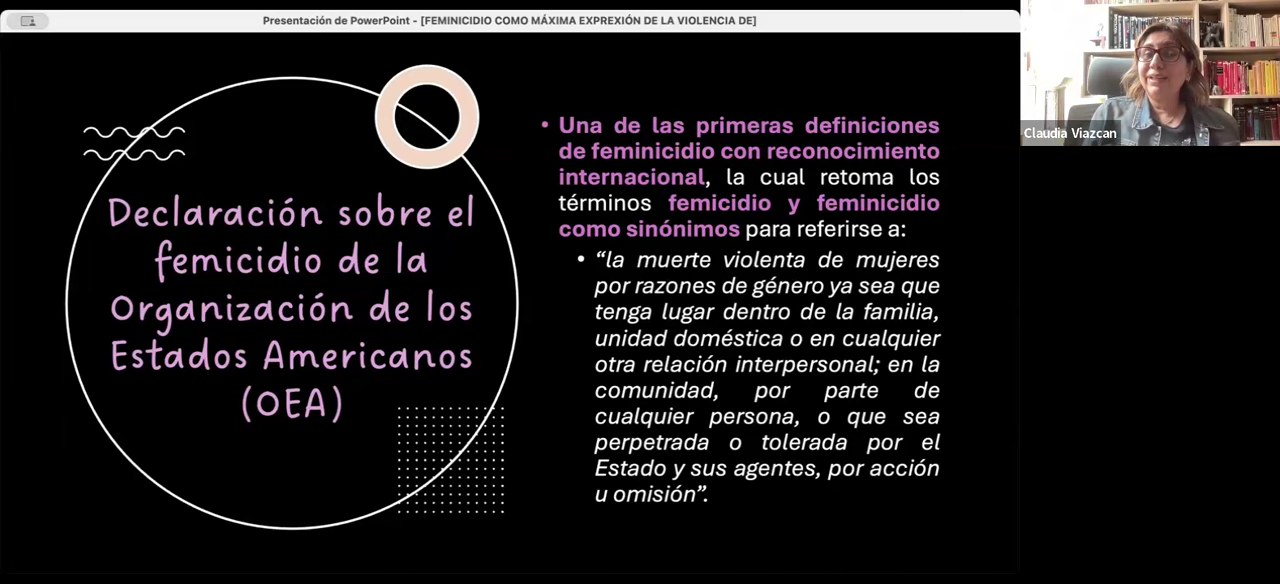 Presentación de PowerPoint - [FEMINICIDIO COMO MÁXIMA EXPREXIÓN DE LA VIOLENCIA DE]
Declaración sobre el
femicidio de la
Organización de los
Estados Americanos
(OEA)
• Una de las primeras definiciones
de feminicidio con reconocimiento
internacional, la cual retoma los
términos femicidio y feminicidio
como sinónimos para referirse a:
• “la muerte violenta de mujeres
por razones de género ya sea que
tenga lugar dentro de la familia,
unidad doméstica o en cualquier
otra relación interpersonal; en la
comunidad, por parte de
cualquier persona, o que sea
perpetrada o tolerada por el
Estado y sus agentes, por acción
u omisión”.
Claudia Viazcan